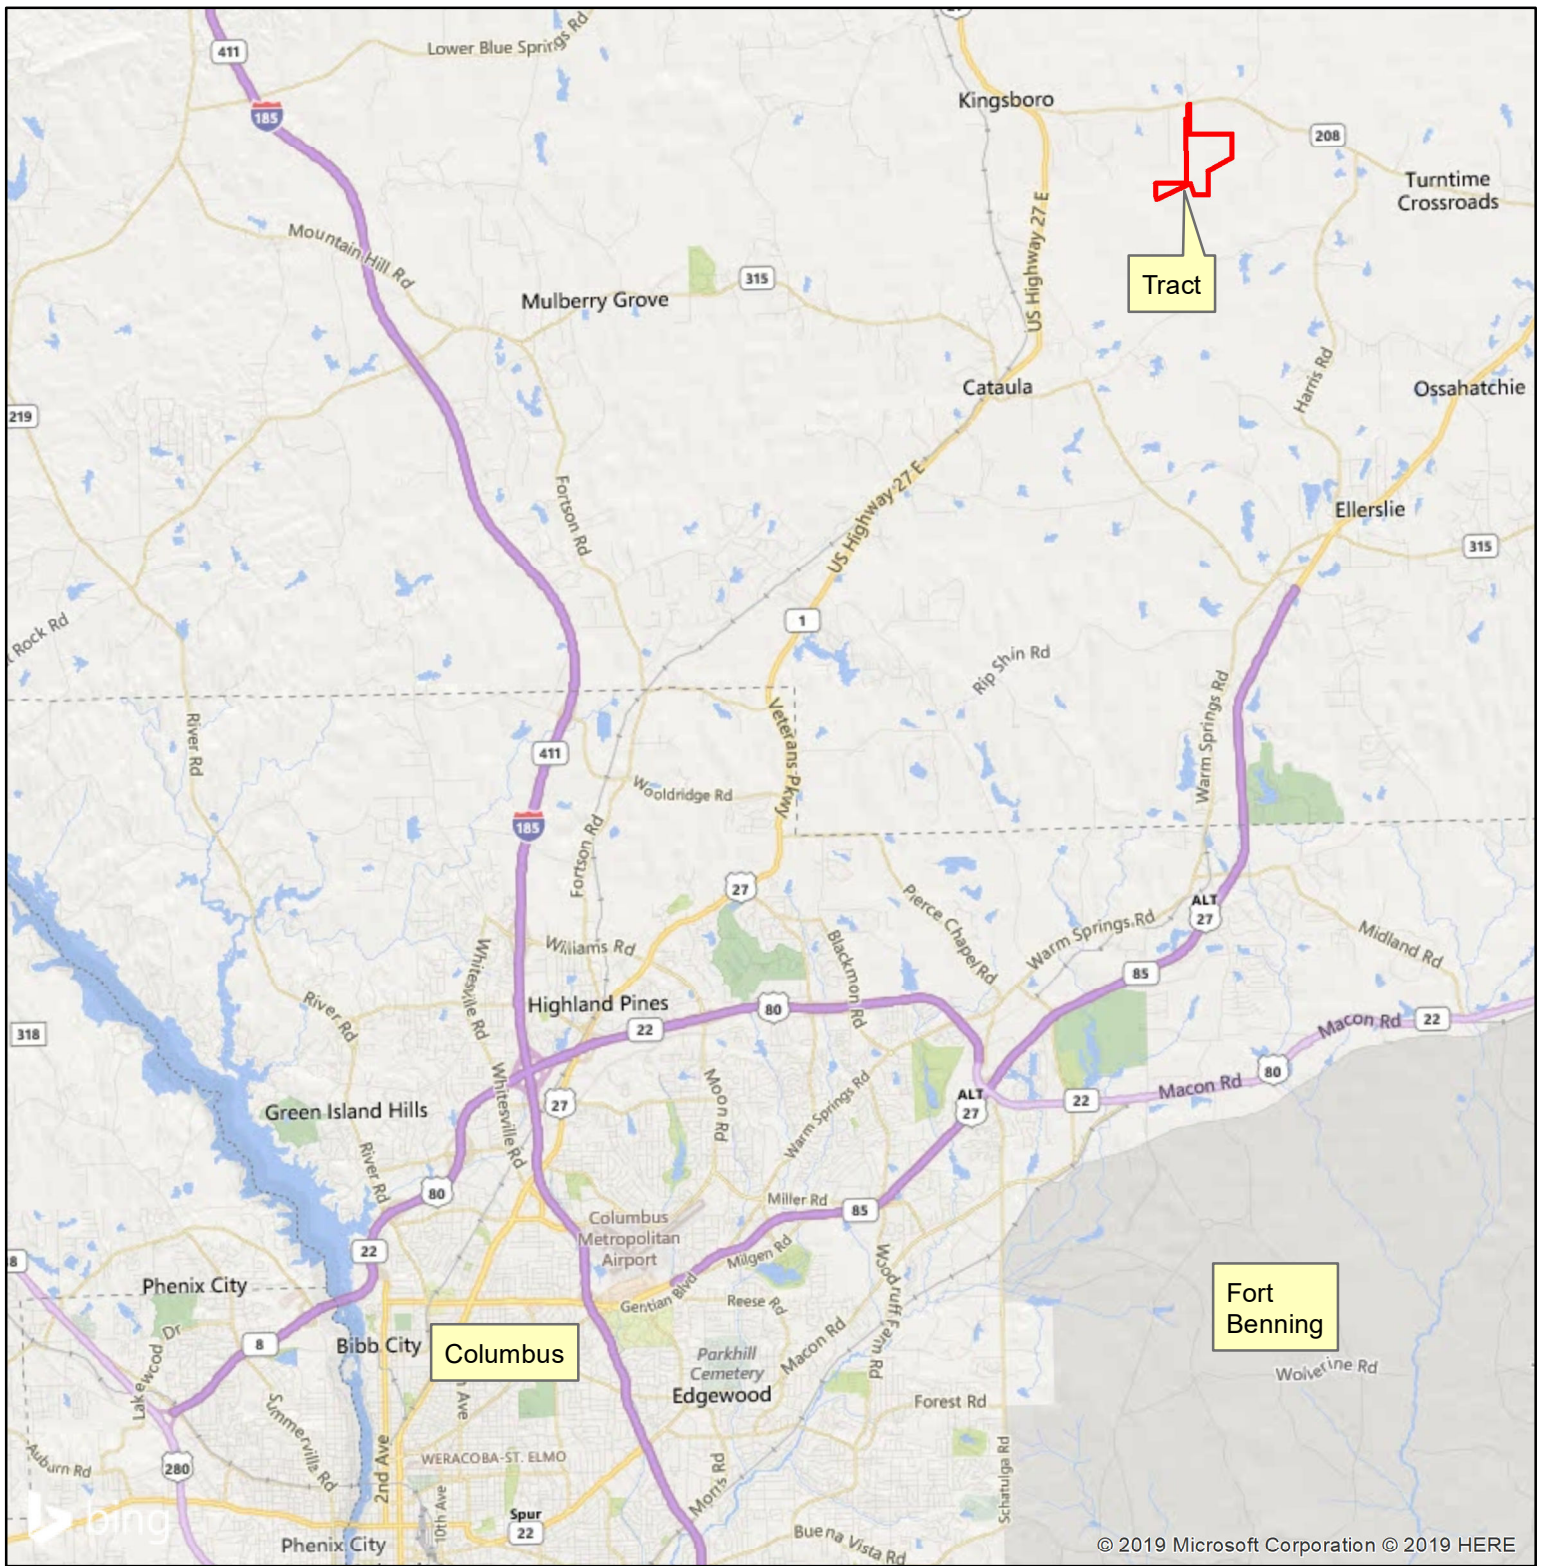 27
411
Lower Blue Springs Rd
185
Kingsboro
208
Turntime
Crossroads
US Highway 27 E
Mountain Hill Rd
Tract
315
Mulberry Grove
Harris Rd
Cataula
Ossahatchie
219
US Highway 27 E
Fortson Rd
Ellerslie
315
1
t Rock Rd
Rip Shin Rd
Warm Springs Rd
River Rd
Veterans Pkwy
411
Wooldridge Rd
185
Fortson Rd
27
Pierce Chapel Rd
ALT
27
Warm Springs Rd
Midland Rd
Williams Rd
Whitesville Rd
Blackmon Rd
85
River Rd
Highland Pines
80
22
318
Macon Rd
22
80
Macon Rd
22
ALT
27
Whitesville Rd
27
Moon Rd
Warm Springs Rd
Green Island Hills
River Rd
80
Miller Rd
85
Columbus
Metropolitan
Airport
22
Milgen Rd
Woodruff Farm Rd
8
Phenix City
Gentian Blvd
Reese Rd
Fort
Benning
Lakewood Dr
8
Bibb City
Columbus
Parkhill
Cemetery
Macon Rd
Edgewood
Wolverine Rd
Forest Rd
n Ave
Summerville Rd
Auburn Rd
280
2nd Ave
WERACOBA-ST. ELMO
Morris Rd
Schatulga Rd
10th Ave
Spur
22
bing
Phenix City
Buena Vista Rd
© 2019 Microsoft Corporation © 2019 HERE